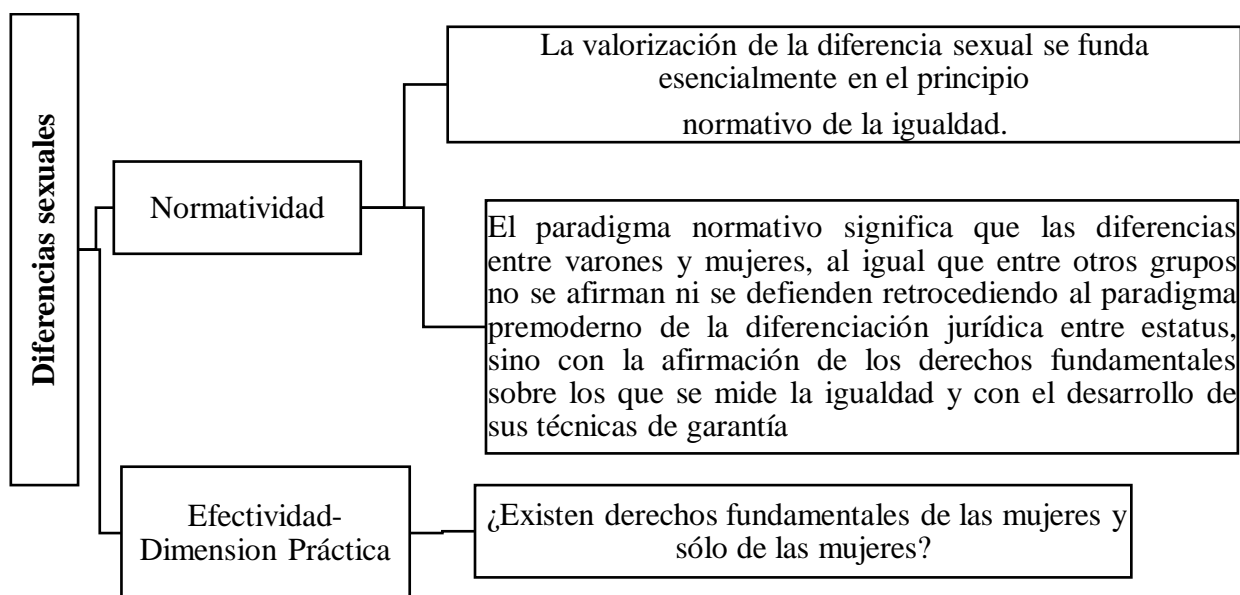 Diferencias sexuales
Normatividad
La valorización de la diferencia sexual se funda
esencialmente en el principio
normativo de la igualdad.
El paradigma normativo significa que las diferencias
entre varones y mujeres, al igual que entre otros grupos
no se afirman ni se defienden retrocediendo al paradigma
premoderno de la diferenciación jurídica entre estatus,
sino con la afirmación de los derechos fundamentales
sobre los que se mide la igualdad y con el desarrollo de
sus técnicas de garantía
Efectividad-
Dimension Práctica
¿Existen derechos fundamentales de las mujeres y
sólo de las mujeres?